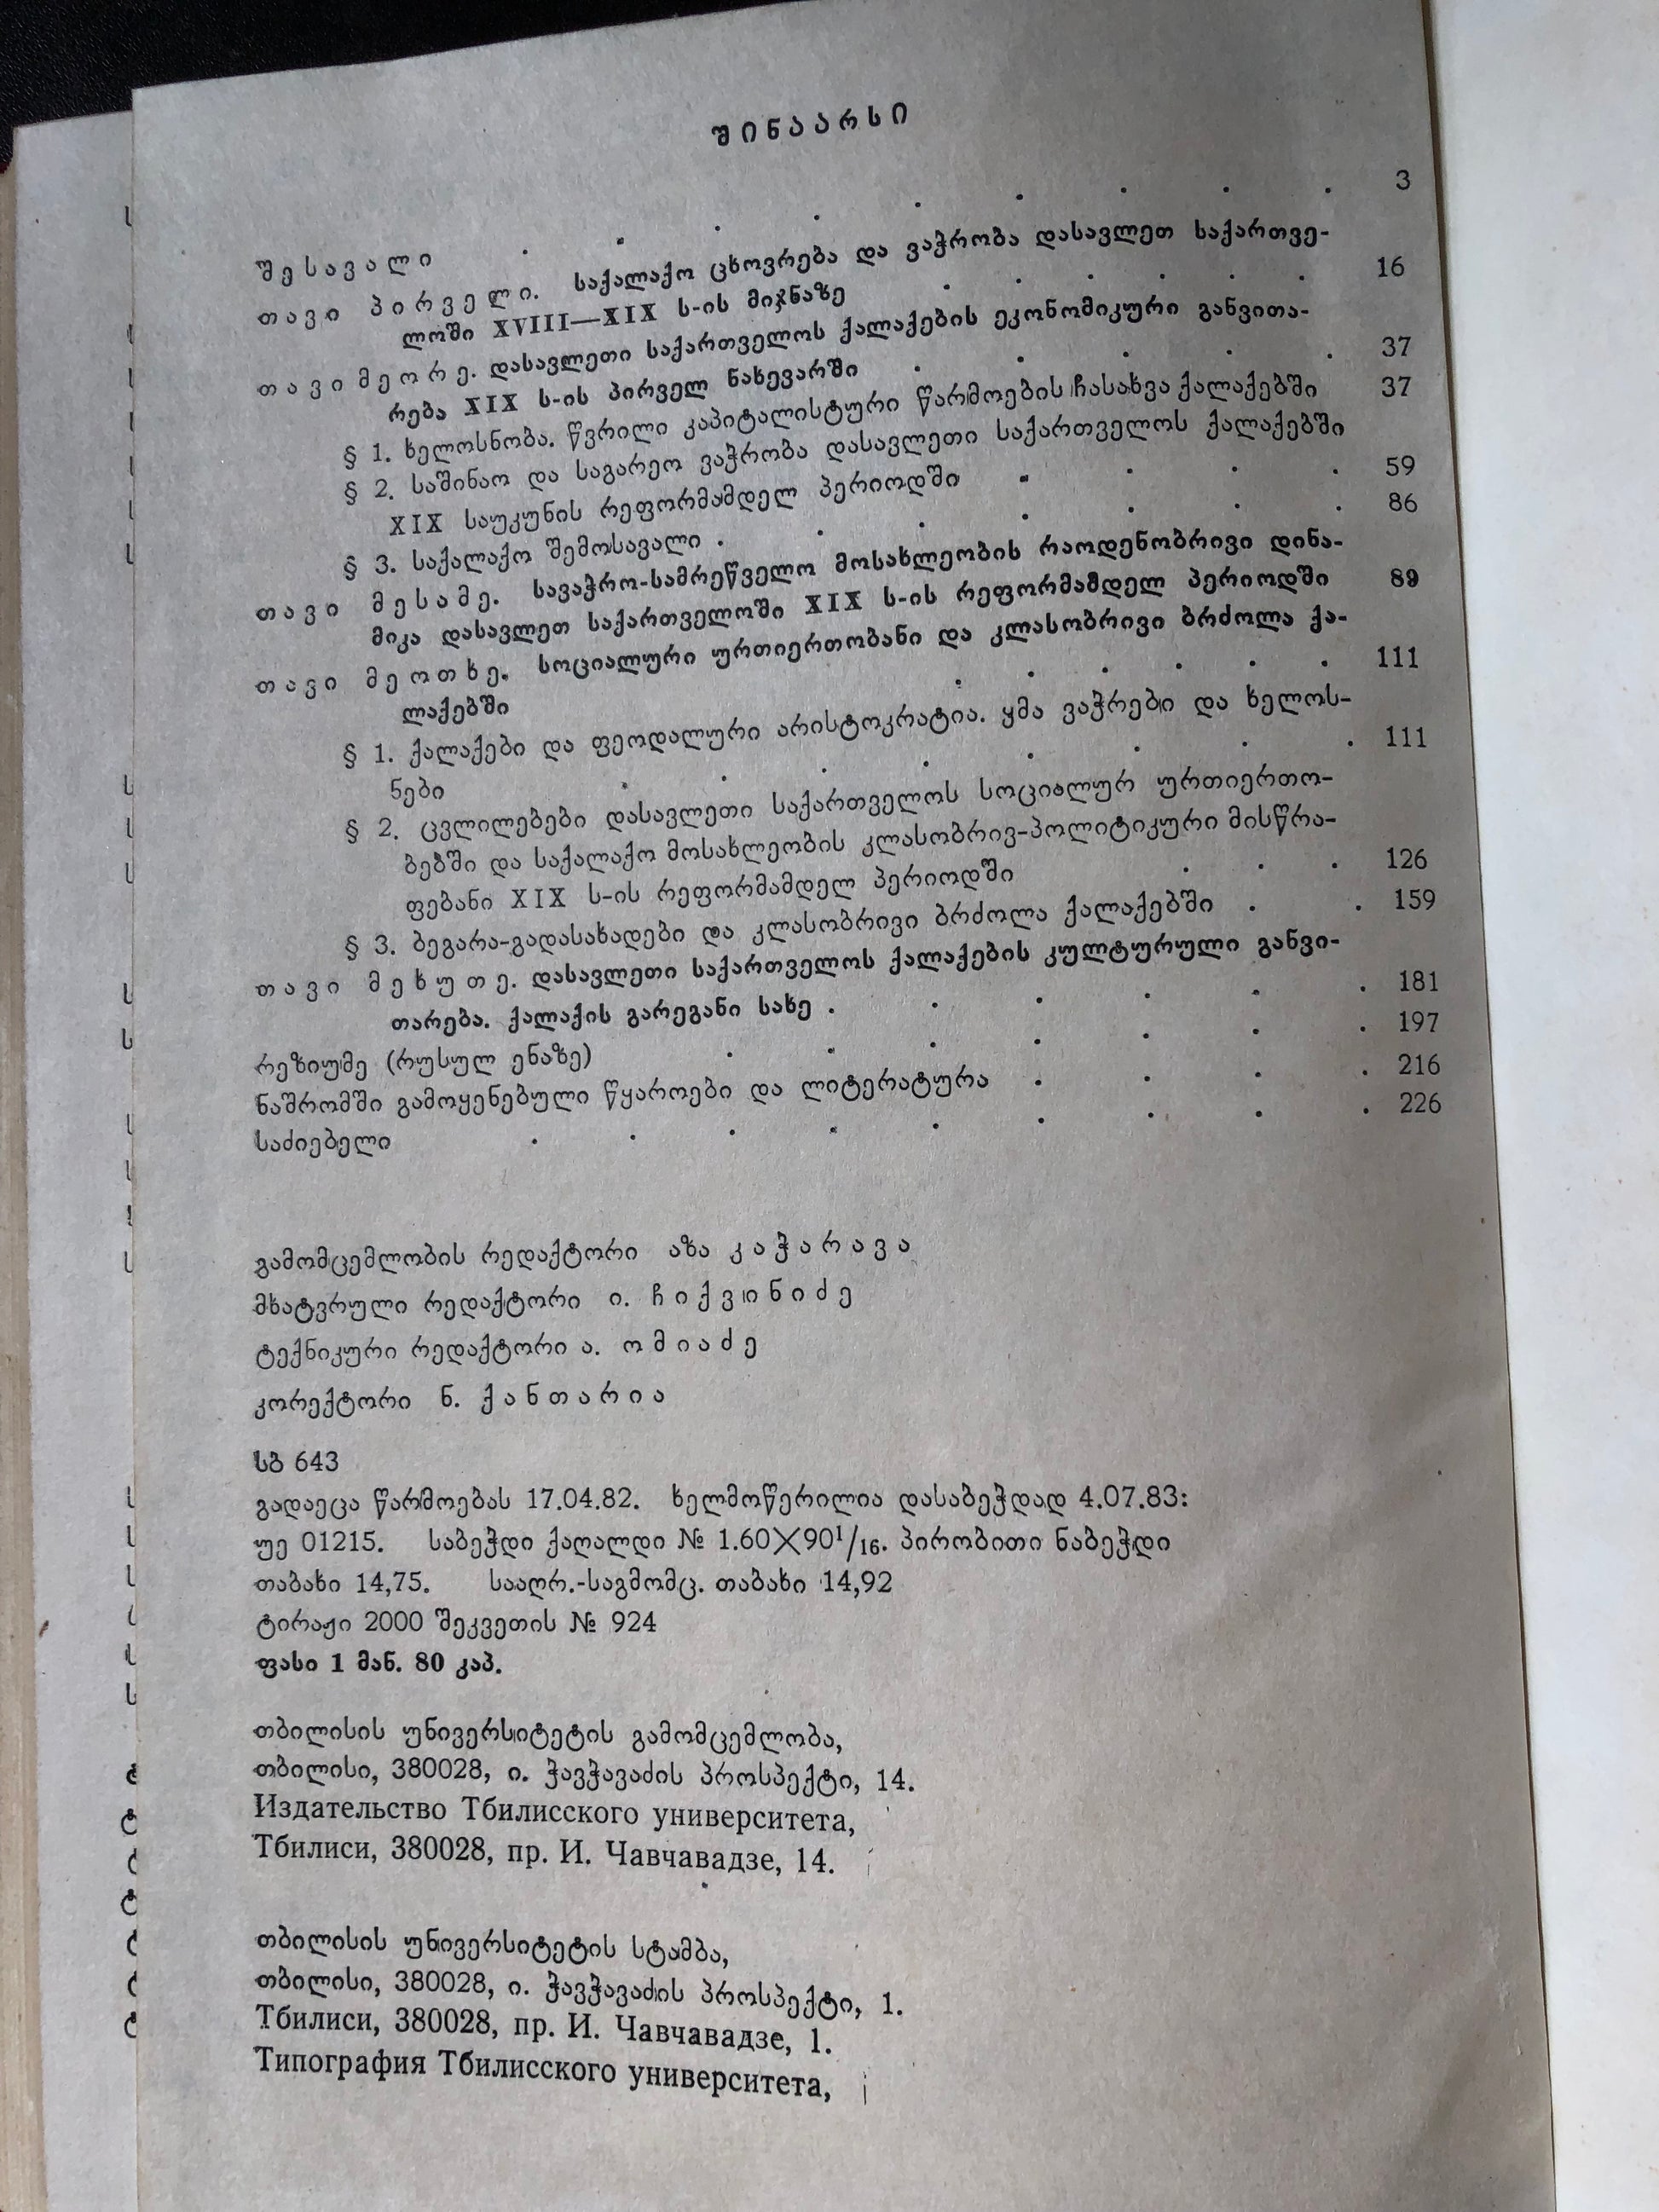 შინაარსი
შესავალი . . . . . . . . . 3
თავი პირველი. საქალაქო ცხოვრება და ვაჭრობა დასავლეთ საქართვე-
ლოში XVIII—XIX ს-ის მიჯნაზე . . . . . . 16
თავი მეორე. დასავლეთი საქართველოს ქალაქების ეკონომიკური განვითა-
რება XIX ს-ის პირველ ნახევარში . . . . . 37
§ 1. ხელოსნობა. წვრილი კაპიტალისტური წარმოების ჩასახვა ქალაქებში 37
§ 2. საშინაო და საგარეო ვაჭრობა დასავლეთი საქართველოს ქალაქებში
XIX საუკუნის რეფორმამდელ პერიოდში . . . . 59
§ 3. საქალაქო შემოსავალი . . . . . . . 86
თავი მესამე. სავაჭრო-სამრეწველო მოსახლეობის რაოდენობრივი დინა-
მიკა დასავლეთ საქართველოში XIX ს-ის რეფორმამდელ პერიოდში 89
თავი მეოთხე. სოციალური ურთიერთობანი და კლასობრივი ბრძოლა ქა-
ლაქებში . . . . . . 111
§ 1. ქალაქები და ფეოდალური არისტოკრატია. ყმა ვაჭრები და ხელოს-
ნები . . . . . . . . 111
§ 2. ცვლილებები დასავლეთი საქართველოს სოციალურ ურთიერთო-
ბებში და საქალაქო მოსახლეობის კლასობრივ-პოლიტიკური მისწრა-
ფებანი XIX ს-ის რეფორმამდელ პერიოდში . . . 126
§ 3. ბეგარა-გადასახადები და კლასობრივი ბრძოლა ქალაქებში . . 159
თავი მეხუთე. დასავლეთი საქართველოს ქალაქების კულტურული განვი-
თარება. ქალაქის გარეგანი სახე . . . . . . 181
რეზიუმე (რუსულ ენაზე) . . . . . . . 197
ნაშრომში გამოყენებული წყაროები და ლიტერატურა . . . . 216
საძიებელი . . . . . . . . . 226
გამომცემლობის რედაქტორი აზა კაჭარავა
მხატვრული რედაქტორი ი. ჩიქვინიძე
ტექნიკური რედაქტორი ა. ომიაძე
კორექტორი ნ. ქანთარია
სბ 643
გადაეცა წარმოებას 17.04.82. ხელმოწერილია დასაბეჭდად 4.07.83:
უე 01215. საბეჭდი ქაღალდი № 1.60×90¹/₁₆. პირობითი ნაბეჭდი
თაბახი 14,75. სააღრ.-საგმომც. თაბახი 14,92
ტირაჟი 2000 შეკვეთის № 924
ფასი 1 მან. 80 კაპ.
თბილისის უნივერსიტეტის გამომცემლობა,
თბილისი, 380028, ი. ჭავჭავაძის პროსპექტი, 14.
Издательство Тбилисского университета,
Тбилиси, 380028, пр. И. Чавчавадзе, 14.
თბილისის უნივერსიტეტის სტამბა,
თბილისი, 380028, ი. ჭავჭავაძის პროსპექტი, 1.
Тбилиси, 380028, пр. И. Чавчавадзе, 1.
Типография Тбилисского университета,